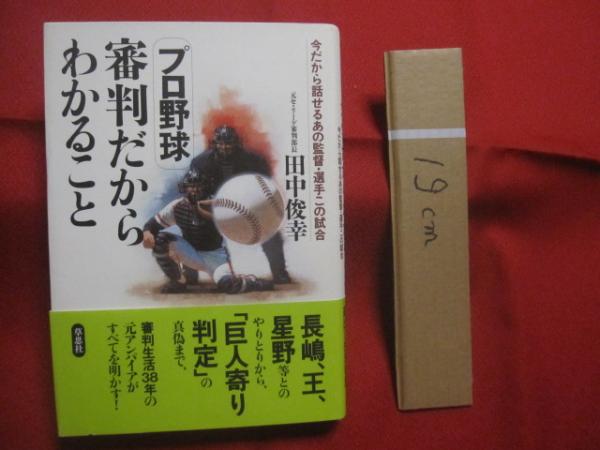 今だから話せるあの監督・選手この試合
元セ・リーグ審判部長
田中俊幸
プロ野球
審判だから
わかること
長嶋、王、
星野等との
やりとりから、
「巨人寄り
判定」の
真偽まで、
審判生活38年の
元アンパイアが
すべてを明かす!
草思社
19cm